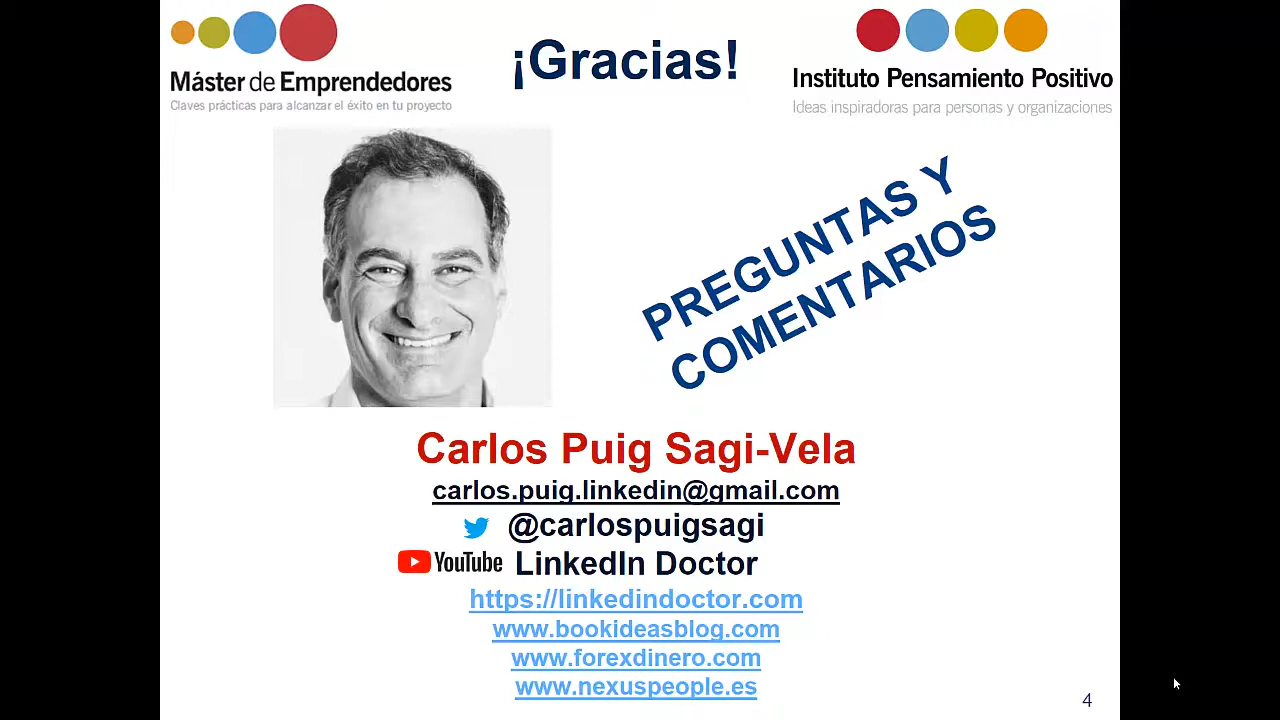 Máster de Emprendedores
Claves prácticas para alcanzar el éxito en tu proyecto
¡Gracias!
Instituto Pensamiento Positivo
Ideas inspiradoras para personas y organizaciones
PREGUNTAS Y
COMENTARIOS
Carlos Puig Sagi-Vela
carlos.puig.linkedin@gmail.com
@carlospuigsagi
YouTube LinkedIn Doctor
https://linkedindoctor.com
www.bookideasblog.com
www.forexdinero.com
www.nexuspeople.es
4